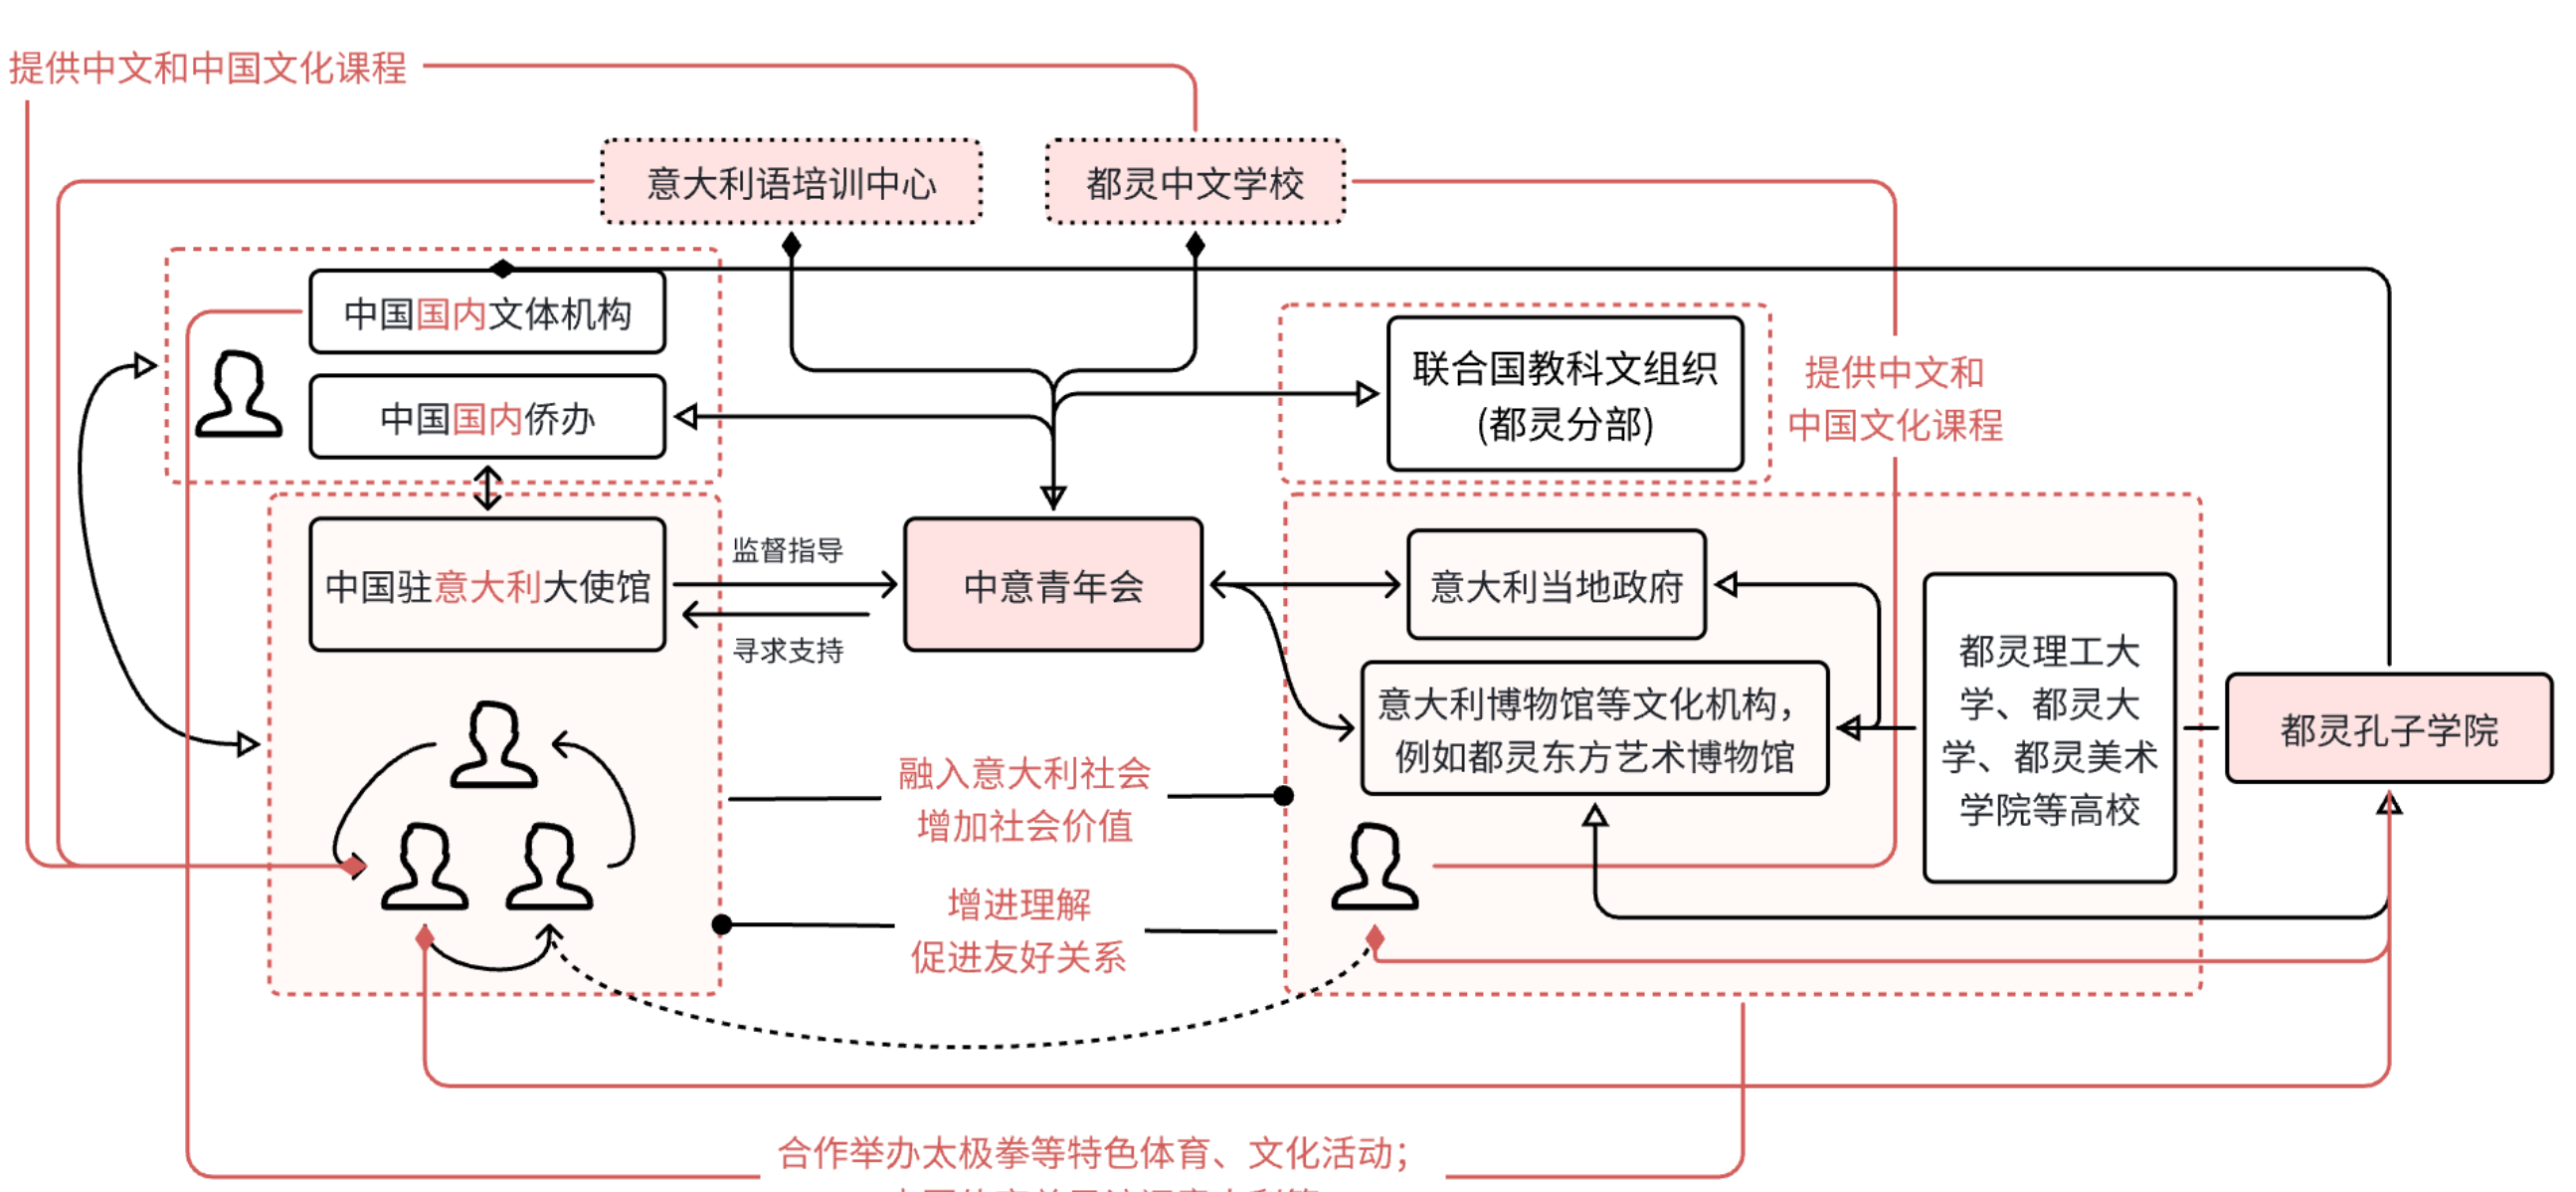 提供中文和中国文化课程
意大利语培训中心
都灵中文学校
中国国内文体机构
中国国内侨办
联合国教科文组织
(都灵分部)
提供中文和
中国文化课程
中国驻意大利大使馆
监督指导
寻求支持
中意青年会
意大利当地政府
意大利博物馆等文化机构，
例如都灵东方艺术博物馆
都灵理工大
学、都灵大
学、都灵美术
学院等高校
都灵孔子学院
融入意大利社会
增加社会价值
增进理解
促进友好关系
合作举办太极拳等特色体育、文化活动；